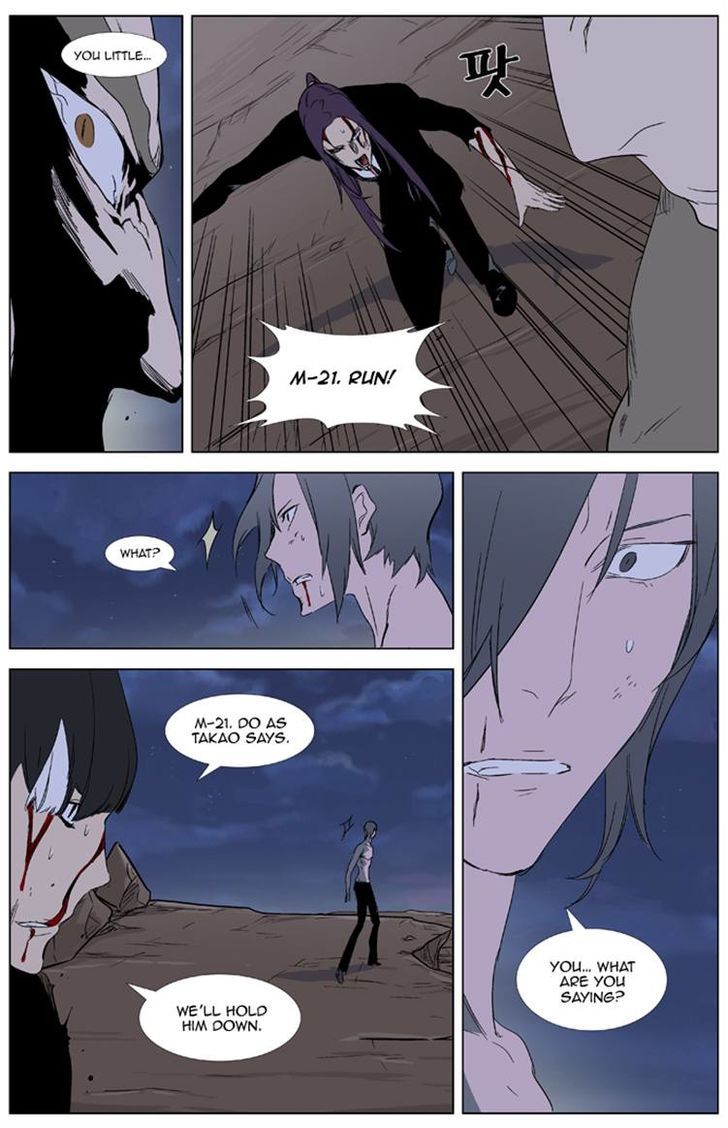 YOU LITTLE...
팟
M-21. RUN!
WHAT?
M-21. DO AS
TAKAO SAYS.
WE'LL HOLD
HIM DOWN.
YOU... WHAT
ARE YOU
SAYING?